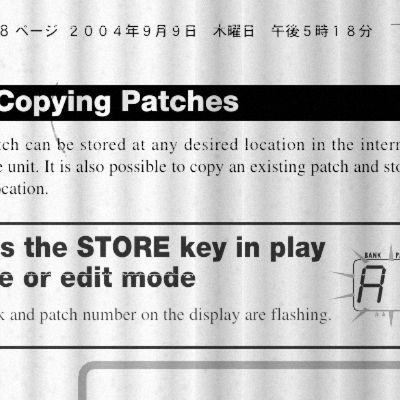 8 ページ ２００４年９月９日 木曜日 午後５時１８分
Copying Patches
tch can be stored at any desired location in the intern
e unit. It is also possible to copy an existing patch and sto
ocation.
s the STORE key in play
e or edit mode
BANK
A
k and patch number on the display are flashing.